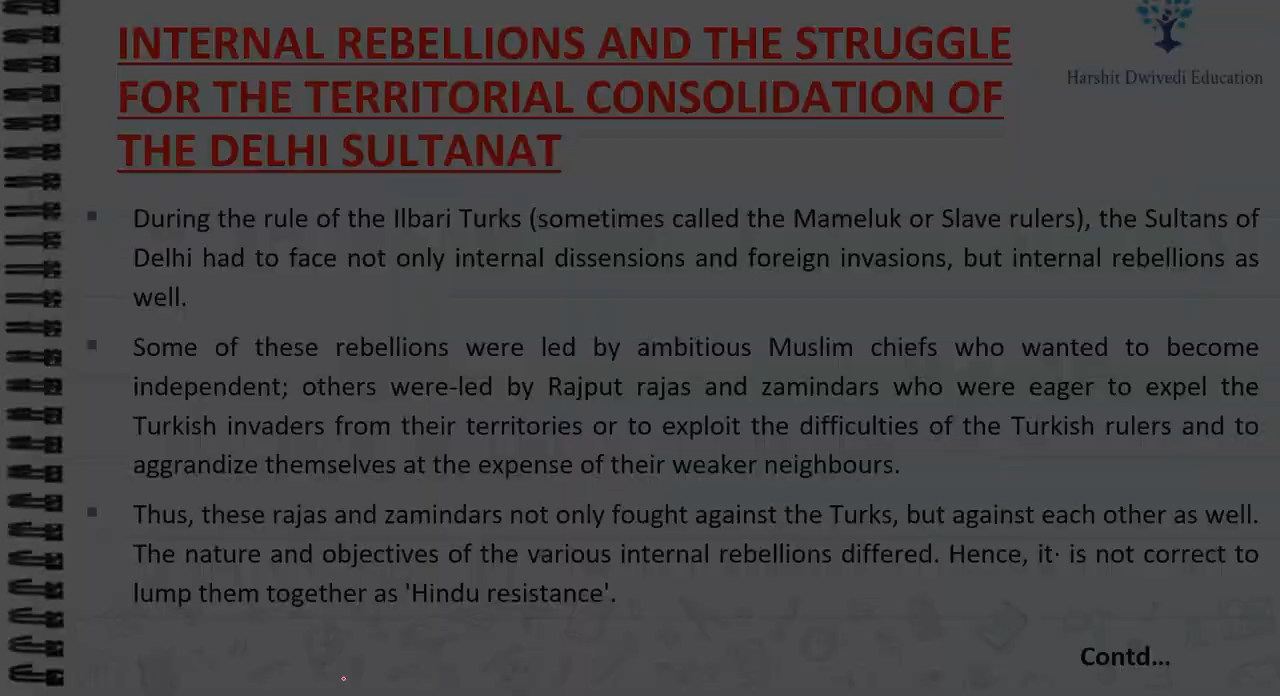 INTERNAL REBELLIONS AND THE STRUGGLE
FOR THE TERRITORIAL CONSOLIDATION OF
THE DELHI SULTANAT
Harshit Dwivedi Education
▪ During the rule of the Ilbari Turks (sometimes called the Mameluk or Slave rulers), the Sultans of
Delhi had to face not only internal dissensions and foreign invasions, but internal rebellions as
well.
▪ Some of these rebellions were led by ambitious Muslim chiefs who wanted to become
independent; others were-led by Rajput rajas and zamindars who were eager to expel the
Turkish invaders from their territories or to exploit the difficulties of the Turkish rulers and to
aggrandize themselves at the expense of their weaker neighbours.
▪ Thus, these rajas and zamindars not only fought against the Turks, but against each other as well.
The nature and objectives of the various internal rebellions differed. Hence, it· is not correct to
lump them together as 'Hindu resistance'.
Contd...